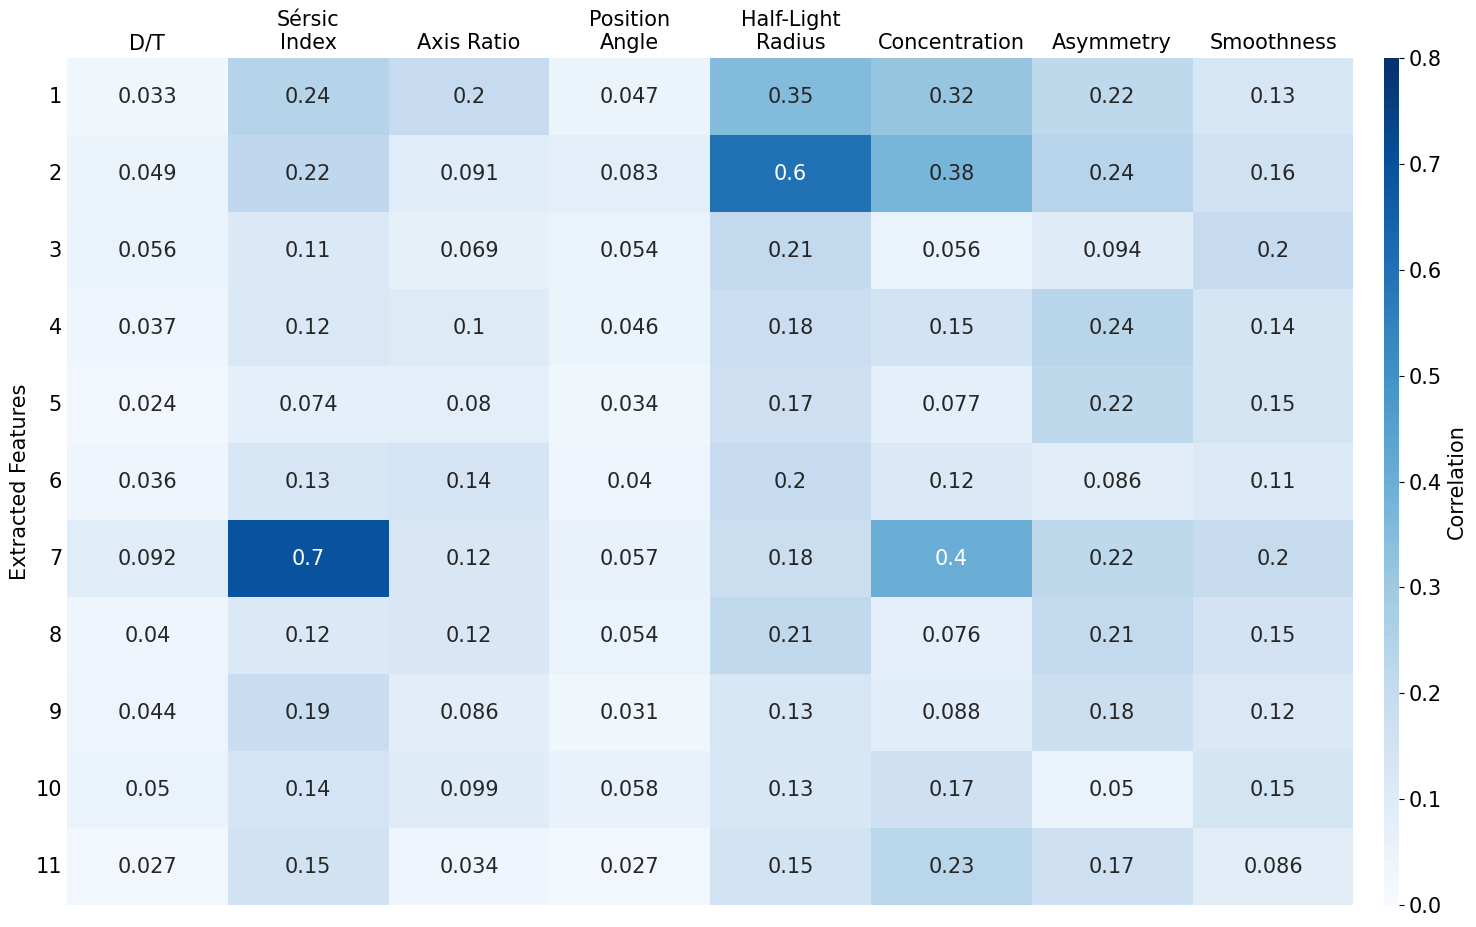 Sérsic Position Half-Light
D/T Index Axis Ratio Angle Radius Concentration Asymmetry Smoothness
1 0.033 0.24 0.2 0.047 0.35 0.32 0.22 0.13
2 0.049 0.22 0.091 0.083 0.6 0.38 0.24 0.16
3 0.056 0.11 0.069 0.054 0.21 0.056 0.094 0.2
4 0.037 0.12 0.1 0.046 0.18 0.15 0.24 0.14
5 0.024 0.074 0.08 0.034 0.17 0.077 0.22 0.15
6 0.036 0.13 0.14 0.04 0.2 0.12 0.086 0.11
7 0.092 0.7 0.12 0.057 0.18 0.4 0.22 0.2
8 0.04 0.12 0.12 0.054 0.21 0.076 0.21 0.15
9 0.044 0.19 0.086 0.031 0.13 0.088 0.18 0.12
10 0.05 0.14 0.099 0.058 0.13 0.17 0.05 0.15
11 0.027 0.15 0.034 0.027 0.15 0.23 0.17 0.086
Extracted Features
0.8
0.7
0.6
0.5
0.4
0.3
0.2
0.1
0.0
Correlation